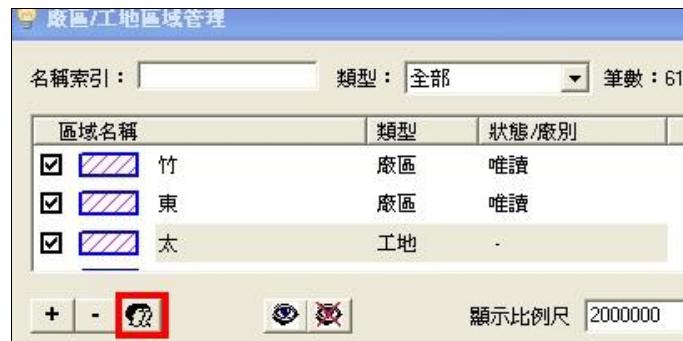 廠區/工地區域管理
名稱索引： 類型： 全部 筆數：61
區域名稱 類型 狀態/廠別
竹 廠區 唯讀
東 廠區 唯讀
太 工地 -
+ - 顯示比例尺 2000000